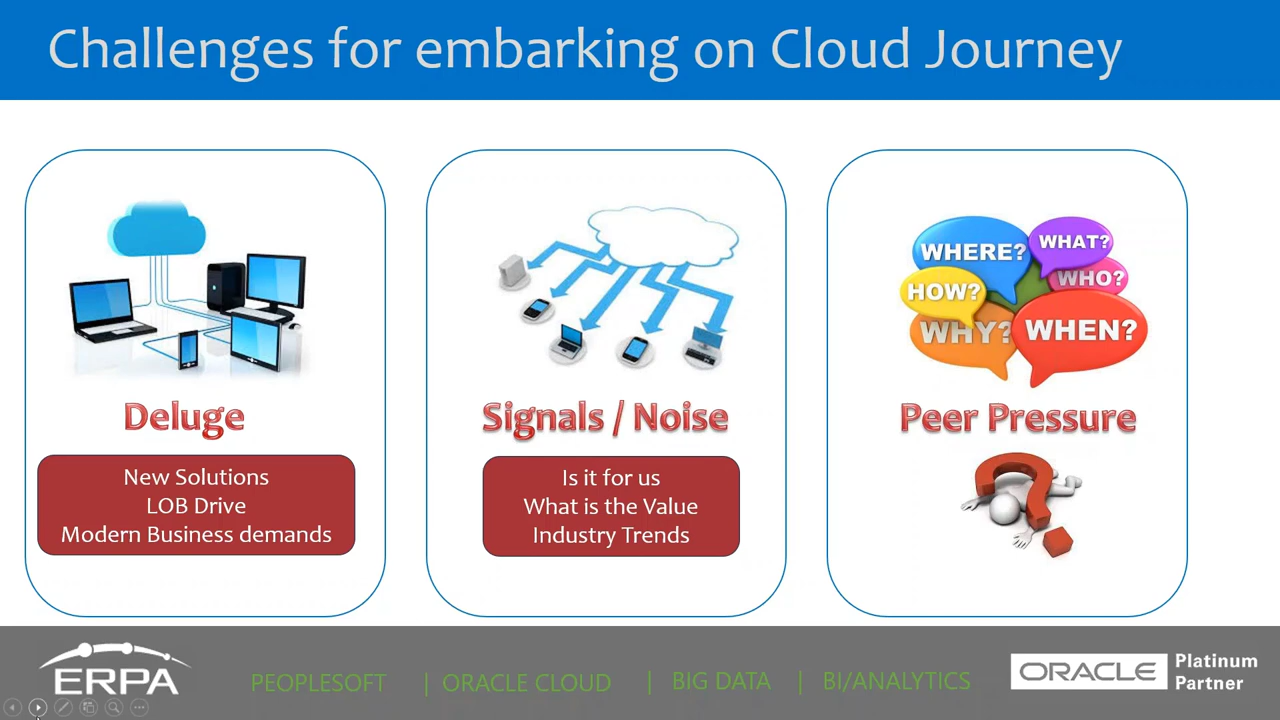 Challenges for embarking on Cloud Journey
WHERE?
WHAT?
HOW?
WHO?
WHY?
WHEN?
Deluge
New Solutions
LOB Drive
Modern Business demands
Signals / Noise
Is it for us
What is the Value
Industry Trends
Peer Pressure
ERPA
PEOPLESOFT | ORACLE CLOUD | BIG DATA | BI/ANALYTICS
ORACLE
Platinum
Partner